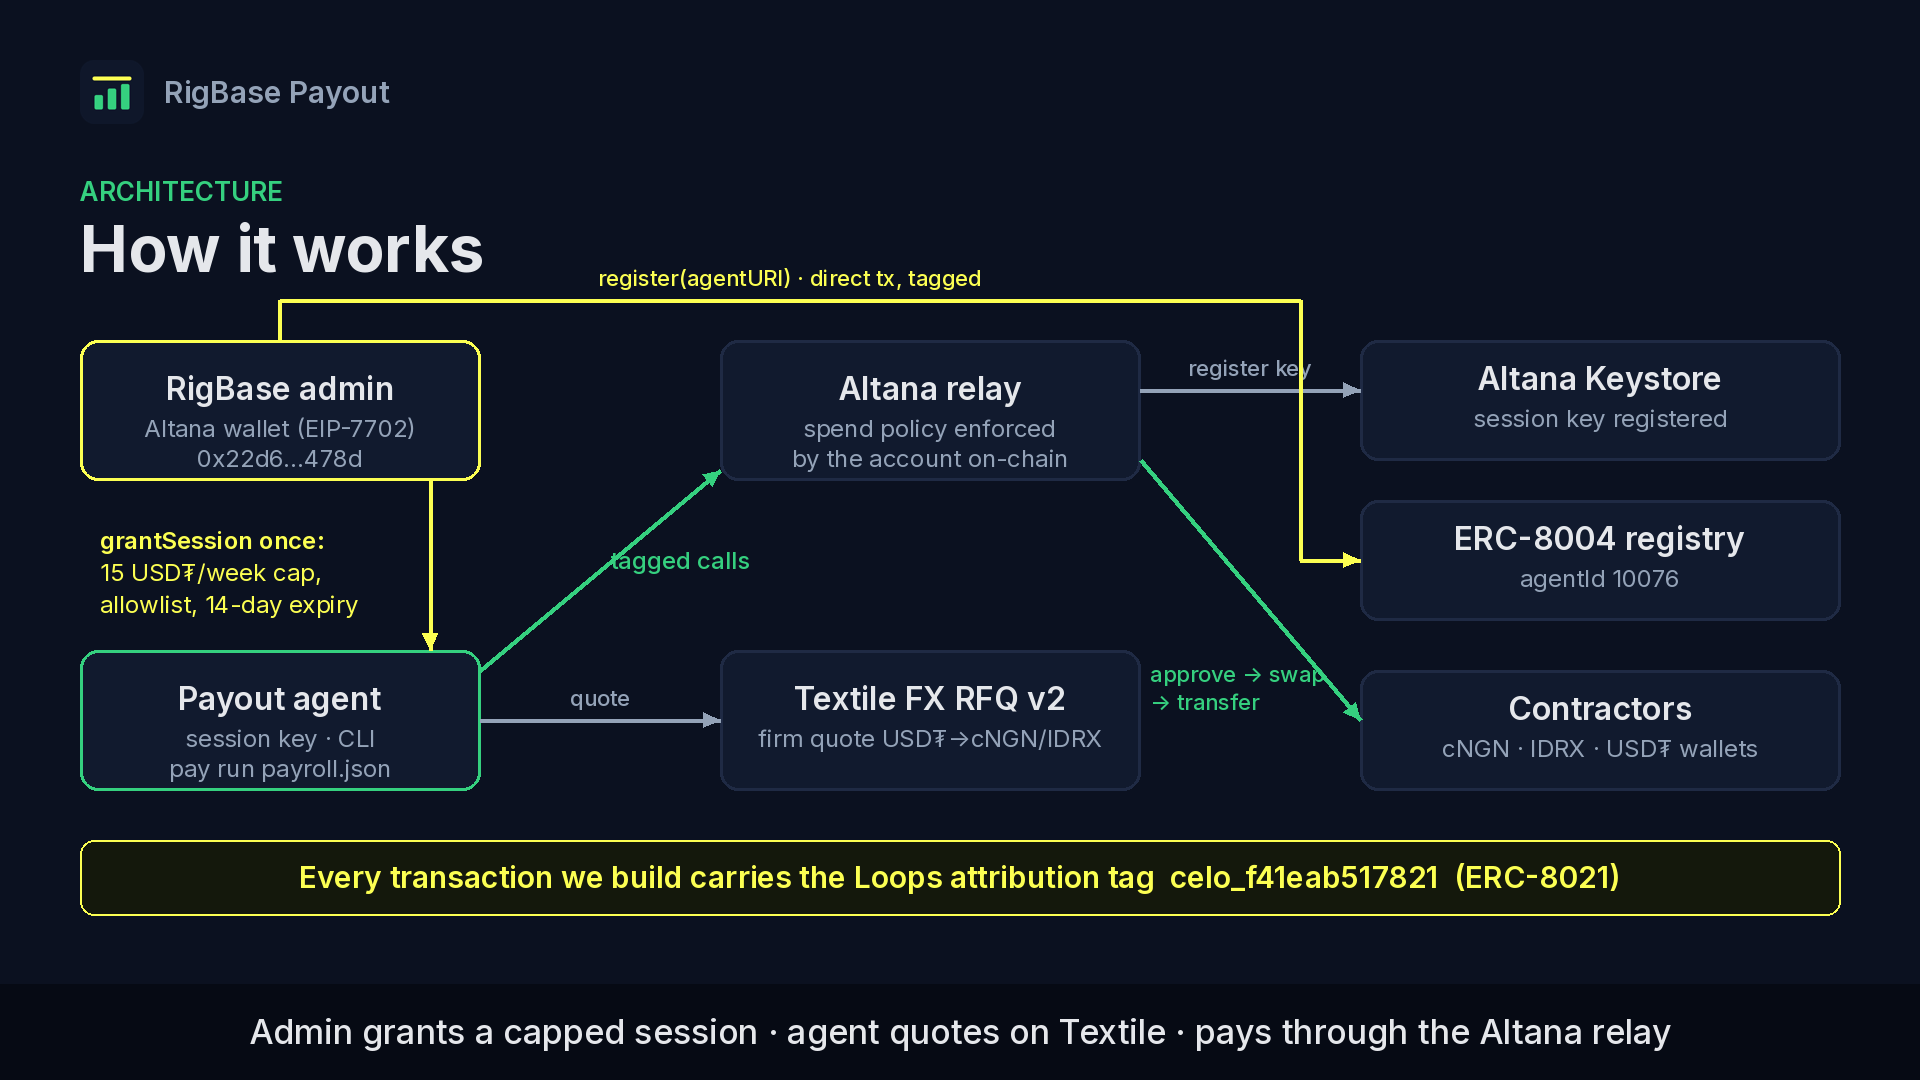 RigBase Payout
ARCHITECTURE
How it works
register(agentURI) · direct tx, tagged
RigBase admin
Altana wallet (EIP-7702)
0x22d6...478d
Altana relay
spend policy enforced
by the account on-chain
register key
Altana Keystore
session key registered
ERC-8004 registry
agentId 10076
grantSession once:
15 USD₮/week cap,
allowlist, 14-day expiry
tagged calls
Payout agent
session key · CLI
pay run payroll.json
quote
Textile FX RFQ v2
firm quote USD₮→cNGN/IDRX
approve → swap
→ transfer
Contractors
cNGN · IDRX · USD₮ wallets
Every transaction we build carries the Loops attribution tag celo_f41eab517821 (ERC-8021)
Admin grants a capped session · agent quotes on Textile · pays through the Altana relay